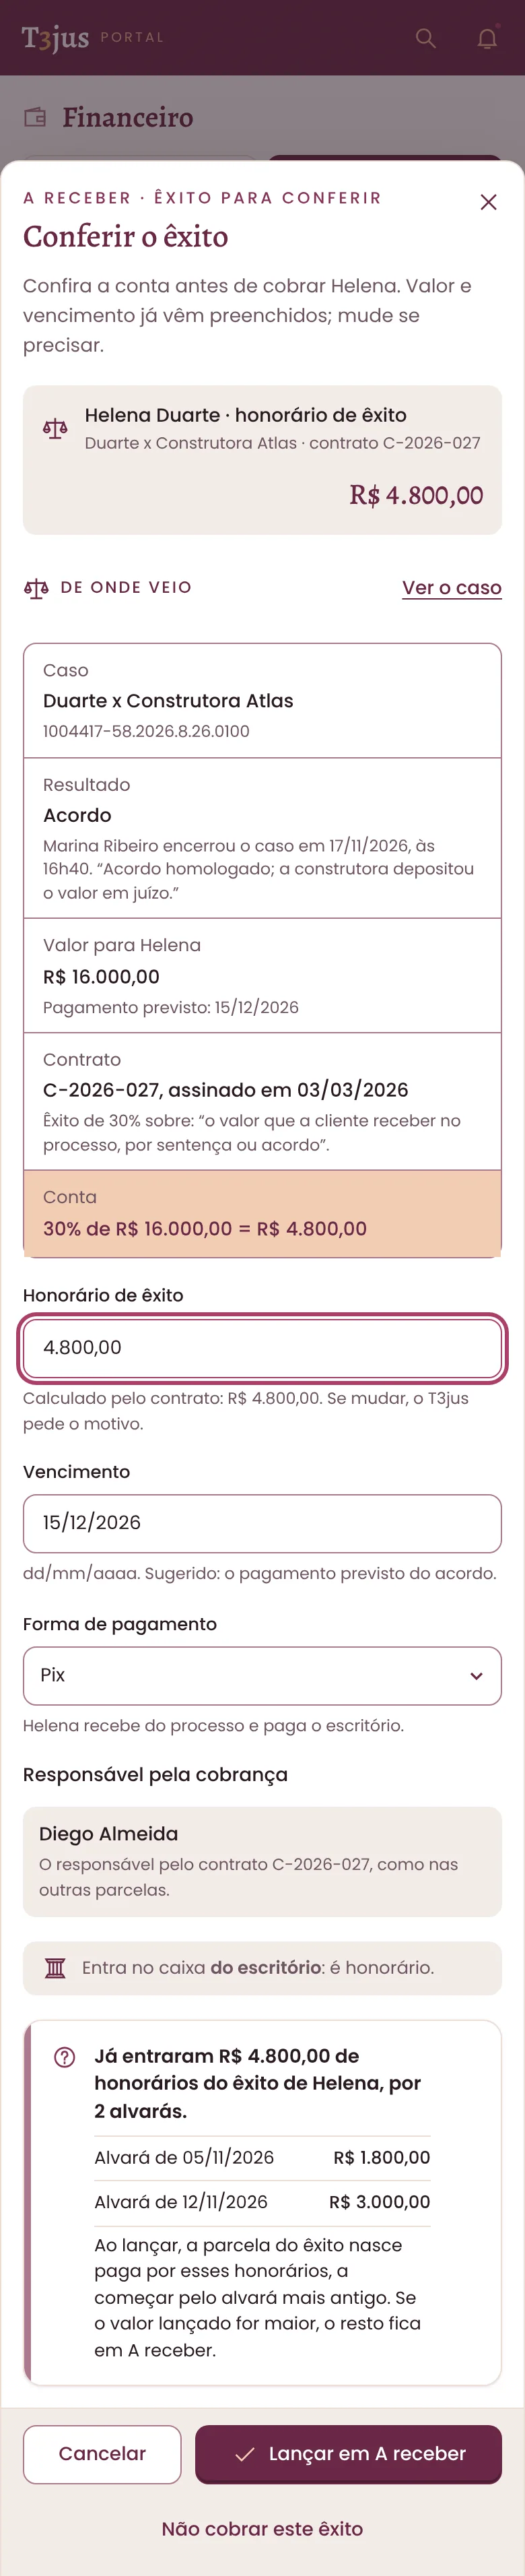 T3jus PORTAL
Financeiro
A RECEBER · ÊXITO PARA CONFERIR
Conferir o êxito
Confira a conta antes de cobrar Helena. Valor e
vencimento já vêm preenchidos; mude se
precisar.
Helena Duarte · honorário de êxito
Duarte x Construtora Atlas · contrato C-2026-027
R$ 4.800,00
DE ONDE VEIO
Ver o caso
Caso
Duarte x Construtora Atlas
1004417-58.2026.8.26.0100
Resultado
Acordo
Marina Ribeiro encerrou o caso em 17/11/2026, às
16h40. “Acordo homologado; a construtora depositou
o valor em juízo.”
Valor para Helena
R$ 16.000,00
Pagamento previsto: 15/12/2026
Contrato
C-2026-027, assinado em 03/03/2026
Êxito de 30% sobre: “o valor que a cliente receber no
processo, por sentença ou acordo”.
Conta
30% de R$ 16.000,00 = R$ 4.800,00
Honorário de êxito
4.800,00
Calculado pelo contrato: R$ 4.800,00. Se mudar, o T3jus
pede o motivo.
Vencimento
15/12/2026
dd/mm/aaaa. Sugerido: o pagamento previsto do acordo.
Forma de pagamento
Pix
Helena recebe do processo e paga o escritório.
Responsável pela cobrança
Diego Almeida
O responsável pelo contrato C-2026-027, como nas
outras parcelas.
Entra no caixa do escritório: é honorário.
Já entraram R$ 4.800,00 de
honorários do êxito de Helena, por
2 alvarás.
Alvará de 05/11/2026 R$ 1.800,00
Alvará de 12/11/2026 R$ 3.000,00
Ao lançar, a parcela do êxito nasce
paga por esses honorários, a
começar pelo alvará mais antigo. Se
o valor lançado for maior, o resto fica
em A receber.
Cancelar
Lançar em A receber
Não cobrar este êxito